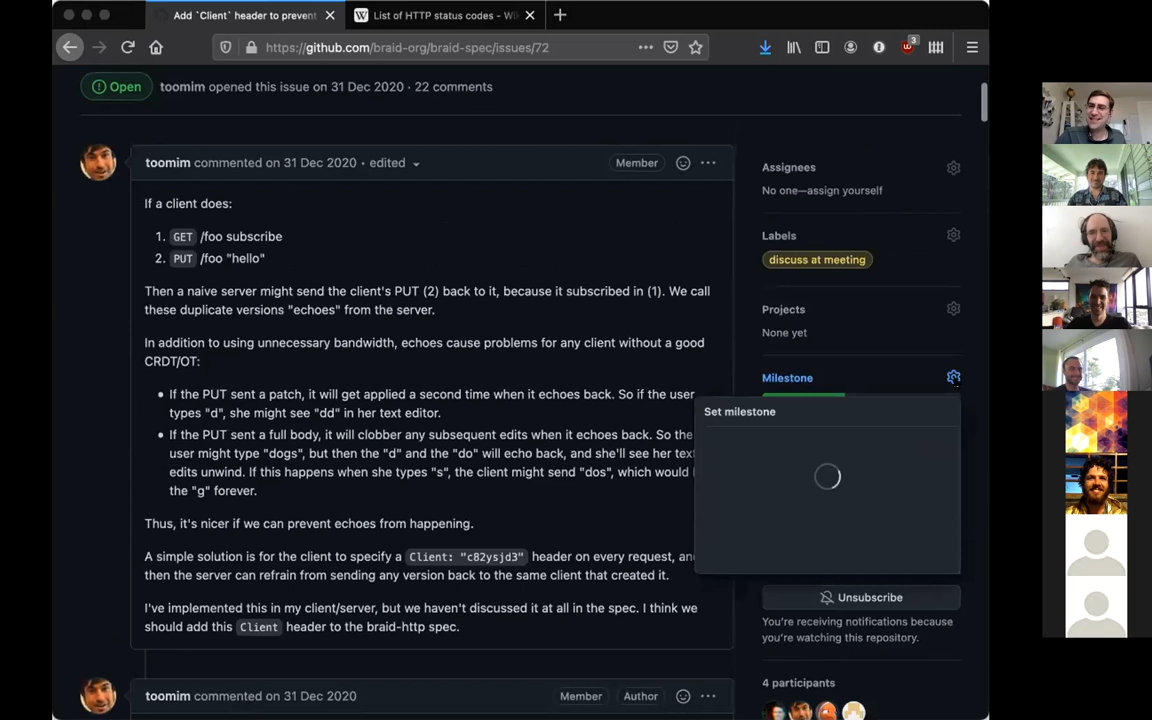 Add `Client` header to prevent
List of HTTP status codes - Wi
https://github.com/braid-org/braid-spec/issues/72
3
Open
toomim opened this issue on 31 Dec 2020 · 22 comments
toomim commented on 31 Dec 2020 • edited
Member
If a client does:
1. GET /foo subscribe
2. PUT /foo "hello"
Then a naive server might send the client's PUT (2) back to it, because it subscribed in (1). We call
these duplicate versions "echoes" from the server.
In addition to using unnecessary bandwidth, echoes cause problems for any client without a good
CRDT/OT:
• If the PUT sent a patch, it will get applied a second time when it echoes back. So if the user
types "d", she might see "dd" in her text editor.
• If the PUT sent a full body, it will clobber any subsequent edits when it echoes back. So the
user might type "dogs", but then the "d" and the "do" will echo back, and she'll see her text
edits unwind. If this happens when she types "s", the client might send "dos", which would
the "g" forever.
Thus, it's nicer if we can prevent echoes from happening.
A simple solution is for the client to specify a Client: "c82ysjd3" header on every request, and
then the server can refrain from sending any version back to the same client that created it.
I've implemented this in my client/server, but we haven't discussed it at all in the spec. I think we
should add this Client header to the braid-http spec.
toomim commented on 31 Dec 2020
Member
Author
Assignees
No one—assign yourself
Labels
discuss at meeting
Projects
None yet
Milestone
Set milestone
Unsubscribe
You're receiving notifications because
you're watching this repository.
4 participants